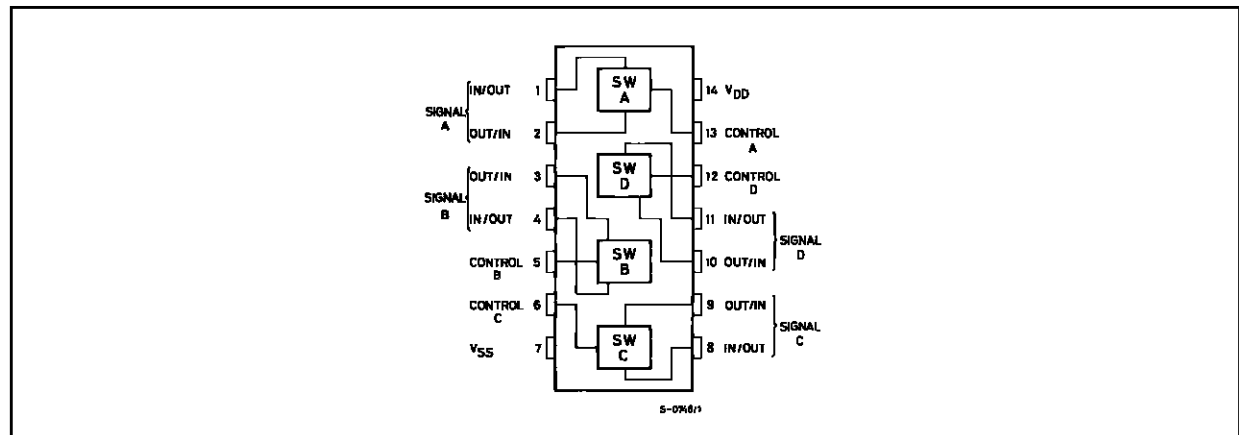 IN/OUT 1
SIGNAL A
OUT/IN 2
OUT/IN 3
SIGNAL B
IN/OUT 4
CONTROL B 5
CONTROL C 6
VSS 7
SW A
SW D
SW B
SW C
14 VDD
13 CONTROL A
12 CONTROL D
11 IN/OUT
SIGNAL D
10 OUT/IN
9 OUT/IN
SIGNAL C
8 IN/OUT